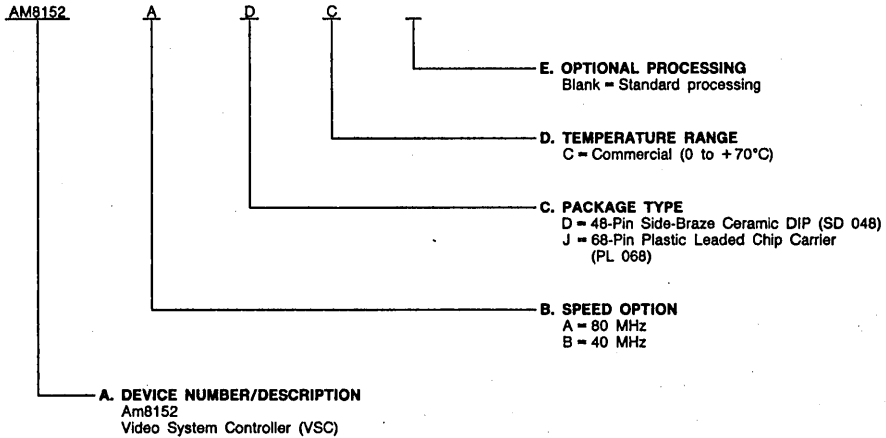 AM8152 A D C _
E. OPTIONAL PROCESSING
Blank = Standard processing
D. TEMPERATURE RANGE
C = Commercial (0 to +70°C)
C. PACKAGE TYPE
D = 48-Pin Side-Braze Ceramic DIP (SD 048)
J = 68-Pin Plastic Leaded Chip Carrier
(PL 068)
B. SPEED OPTION
A = 80 MHz
B = 40 MHz
A. DEVICE NUMBER/DESCRIPTION
Am8152
Video System Controller (VSC)